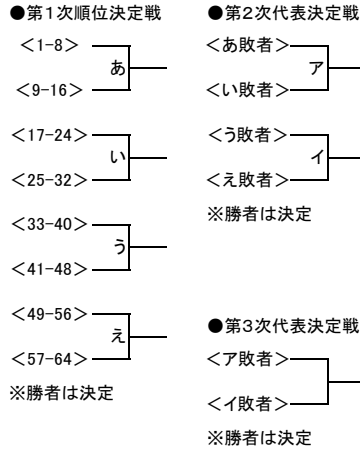 ●第1次順位決定戦
<1-8>
あ
<9-16>
<17-24>
い
<25-32>
<33-40>
う
<41-48>
<49-56>
え
<57-64>
※勝者は決定
●第2次代表決定戦
<あ敗者>
ア
<い敗者>
<う敗者>
イ
<え敗者>
※勝者は決定
●第3次代表決定戦
<ア敗者>
<イ敗者>
※勝者は決定